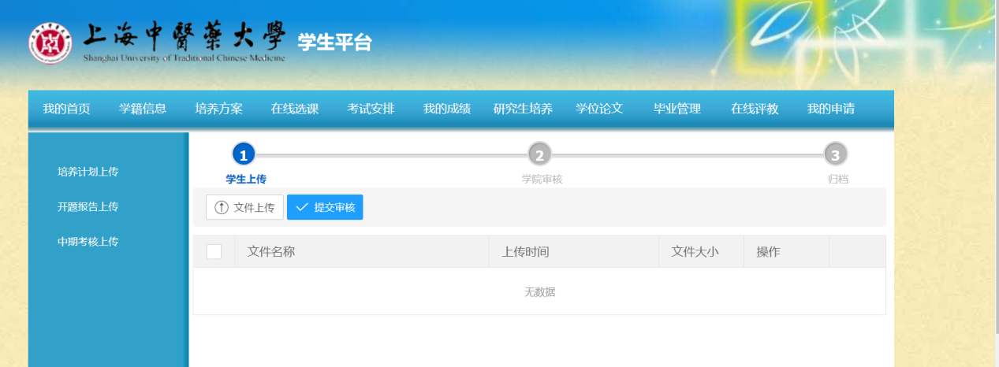 上海中醫藥大學 学生平台
Shanghai University of Traditional Chinese Medicine
我的首页 学籍信息 培养方案 在线选课 考试安排 我的成绩 研究生培养 学位论文 毕业管理 在线评教 我的申请
培养计划上传
开题报告上传
中期考核上传
1 2 3
学生上传 学院审核 归档
文件上传 提交审核
文件名称 上传时间 文件大小 操作
无数据